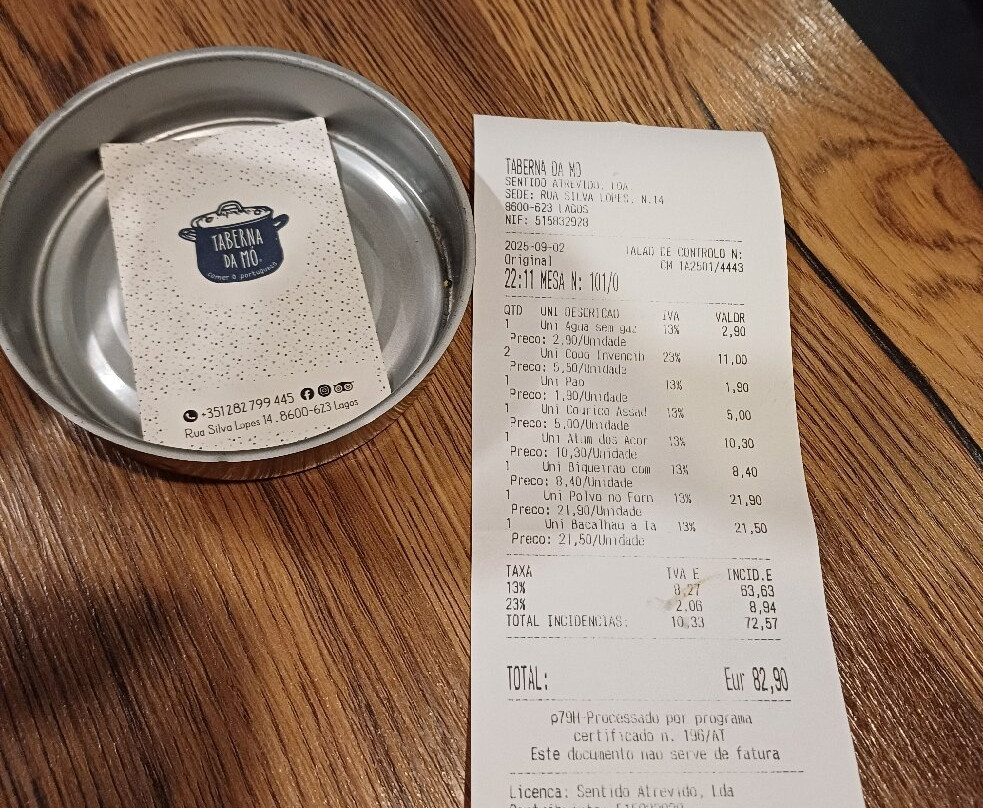 TABERNA
DA MÓ.
comer à portuguesa
+351 282 799 445
Rua Silva Lopes 14 . 8600-623 Lagos
TABERNA DA MO
SENTIDO ATREVIDO, LDA.
SEDE: RUA SILVA LOPES, N.14
8600-623 LAGOS
NIF: 515832928
2025-09-02 TALAO DE CONTROLO N:
Original CM 1A2501/4443
22:11 MESA N: 101/0
QTD UNI DESCRICAO IVA VALOR
1 Uni Agua sem gaz 13% 2,90
Preco: 2,90/Unidade
2 Uni Copo Invencib 23% 11,00
Preco: 5,50/Unidade
1 Uni Pao 13% 1,90
Preco: 1,90/Unidade
1 Uni Courico Assad 13% 5,00
Preco: 5,00/Unidade
1 Uni Atum dos Acor 13% 10,30
Preco: 10,30/Unidade
1 Uni Biqueirao com 13% 8,40
Preco: 8,40/Unidade
1 Uni Polvo no Forn 13% 21,90
Preco: 21,90/Unidade
1 Uni Bacalhau a la 13% 21,50
Preco: 21,50/Unidade
TAXA IVA E INCID.E
13% 8,27 63,63
23% 2,06 8,94
TOTAL INCIDENCIAS: 10,33 72,57
TOTAL: Eur 82,90
p79H-Processado por programa
certificado n. 196/AT
Este documento nao serve de fatura
Licenca: Sentido Atrevido, Lda